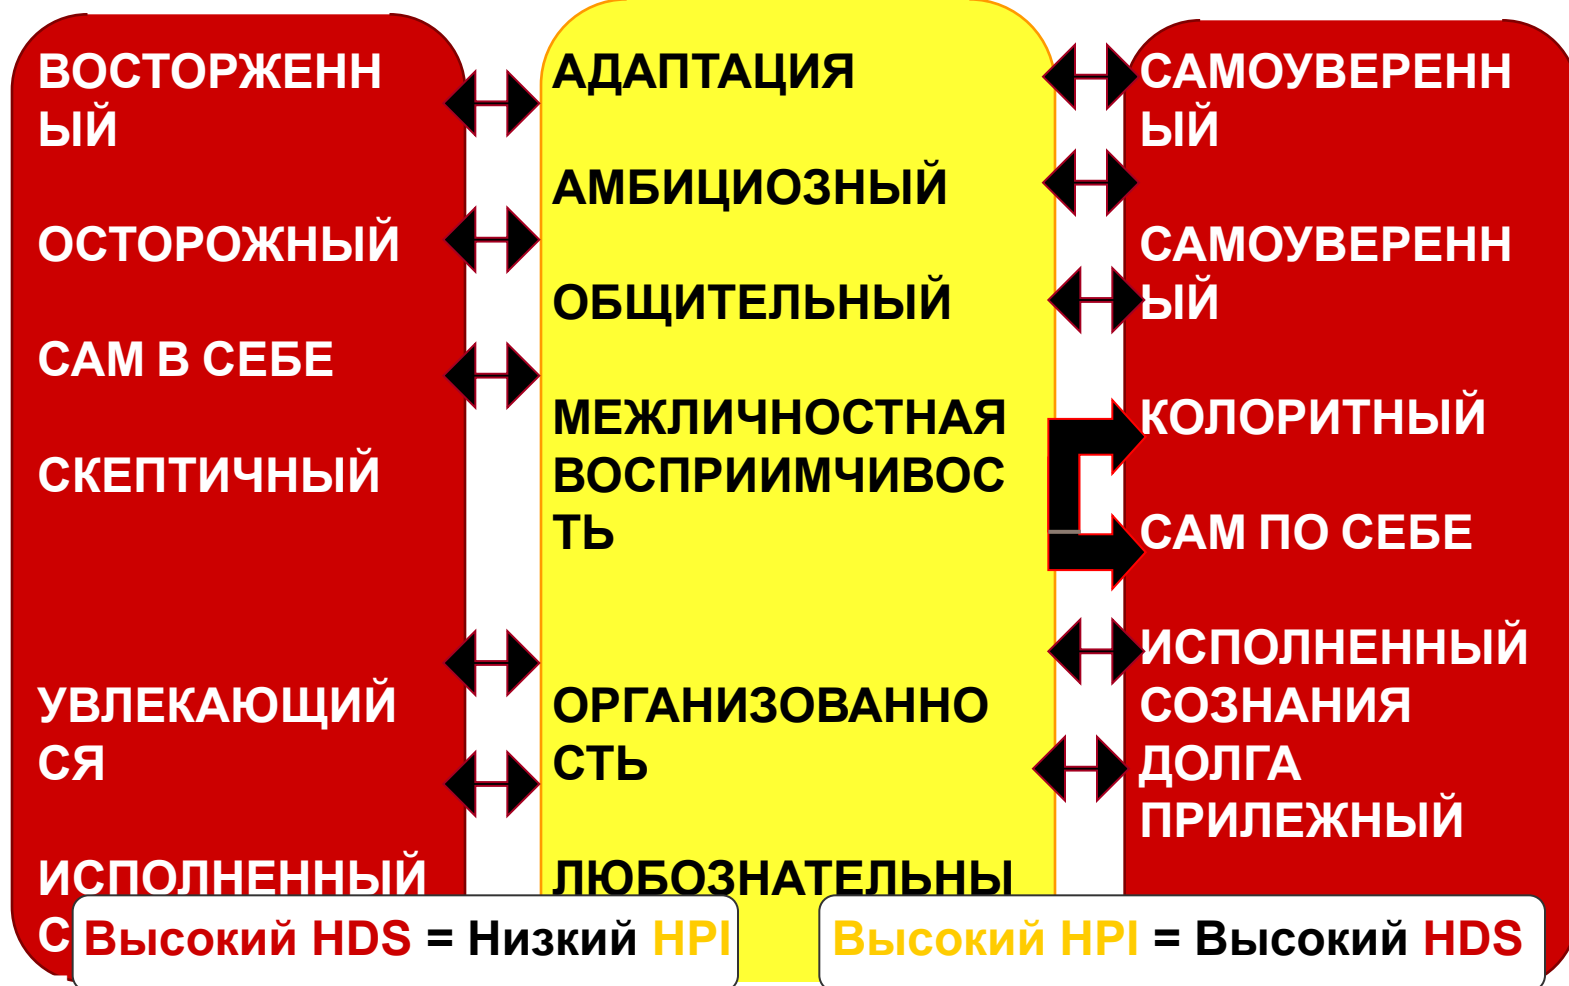 ВОСТОРЖЕНН
ЫЙ
ОСТОРОЖНЫЙ
САМ В СЕБЕ
СКЕПТИЧНЫЙ
УВЛЕКАЮЩИЙ
СЯ
ИСПОЛНЕННЫЙ
С
АДАПТАЦИЯ
АМБИЦИОЗНЫЙ
ОБЩИТЕЛЬНЫЙ
МЕЖЛИЧНОСТНАЯ
ВОСПРИИМЧИВОС
ТЬ
ОРГАНИЗОВАННО
СТЬ
ЛЮБОЗНАТЕЛЬНЫ
САМОУВЕРЕНН
ЫЙ
САМОУВЕРЕНН
ЫЙ
КОЛОРИТНЫЙ
САМ ПО СЕБЕ
ИСПОЛНЕННЫЙ
СОЗНАНИЯ
ДОЛГА
ПРИЛЕЖНЫЙ
Высокий HDS = Низкий HPI
Высокий HPI = Высокий HDS